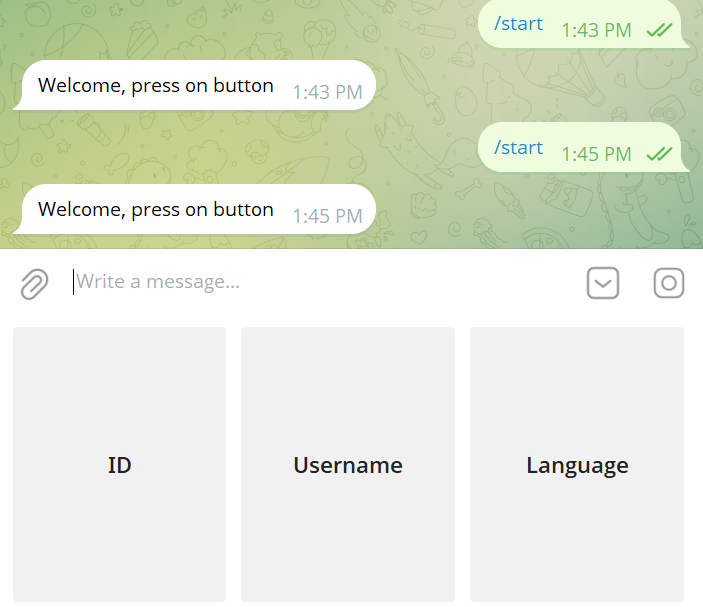 /start 1:43 PM
Welcome, press on button 1:43 PM
/start 1:45 PM
Welcome, press on button 1:45 PM
Write a message...
ID Username Language